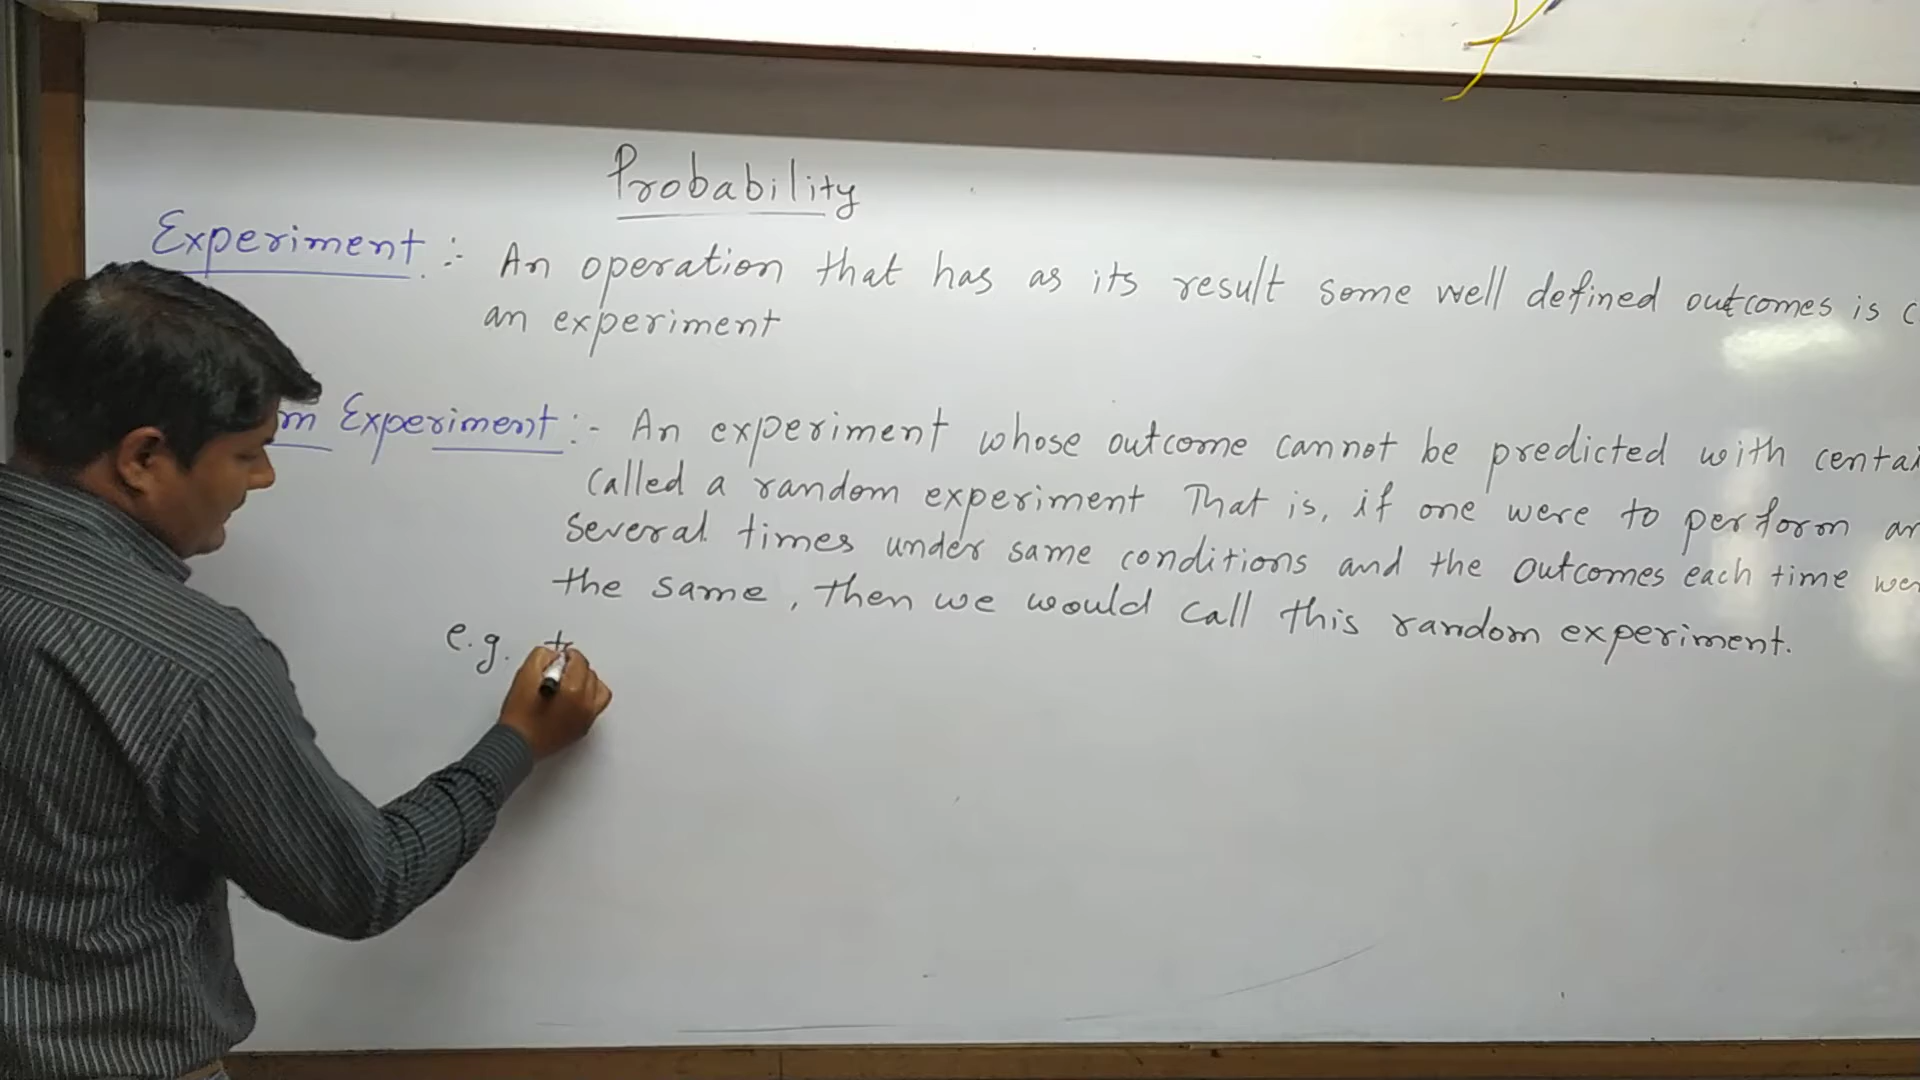 Probability
Experiment :- An operation that has as its result some well defined outcomes is
an experiment
Experiment :- An experiment whose outcome cannot be predicted with
called a random experiment That is, if one were to perform
several times under same conditions and the outcomes each time
the same, then we would call this random experiment.
e.g.